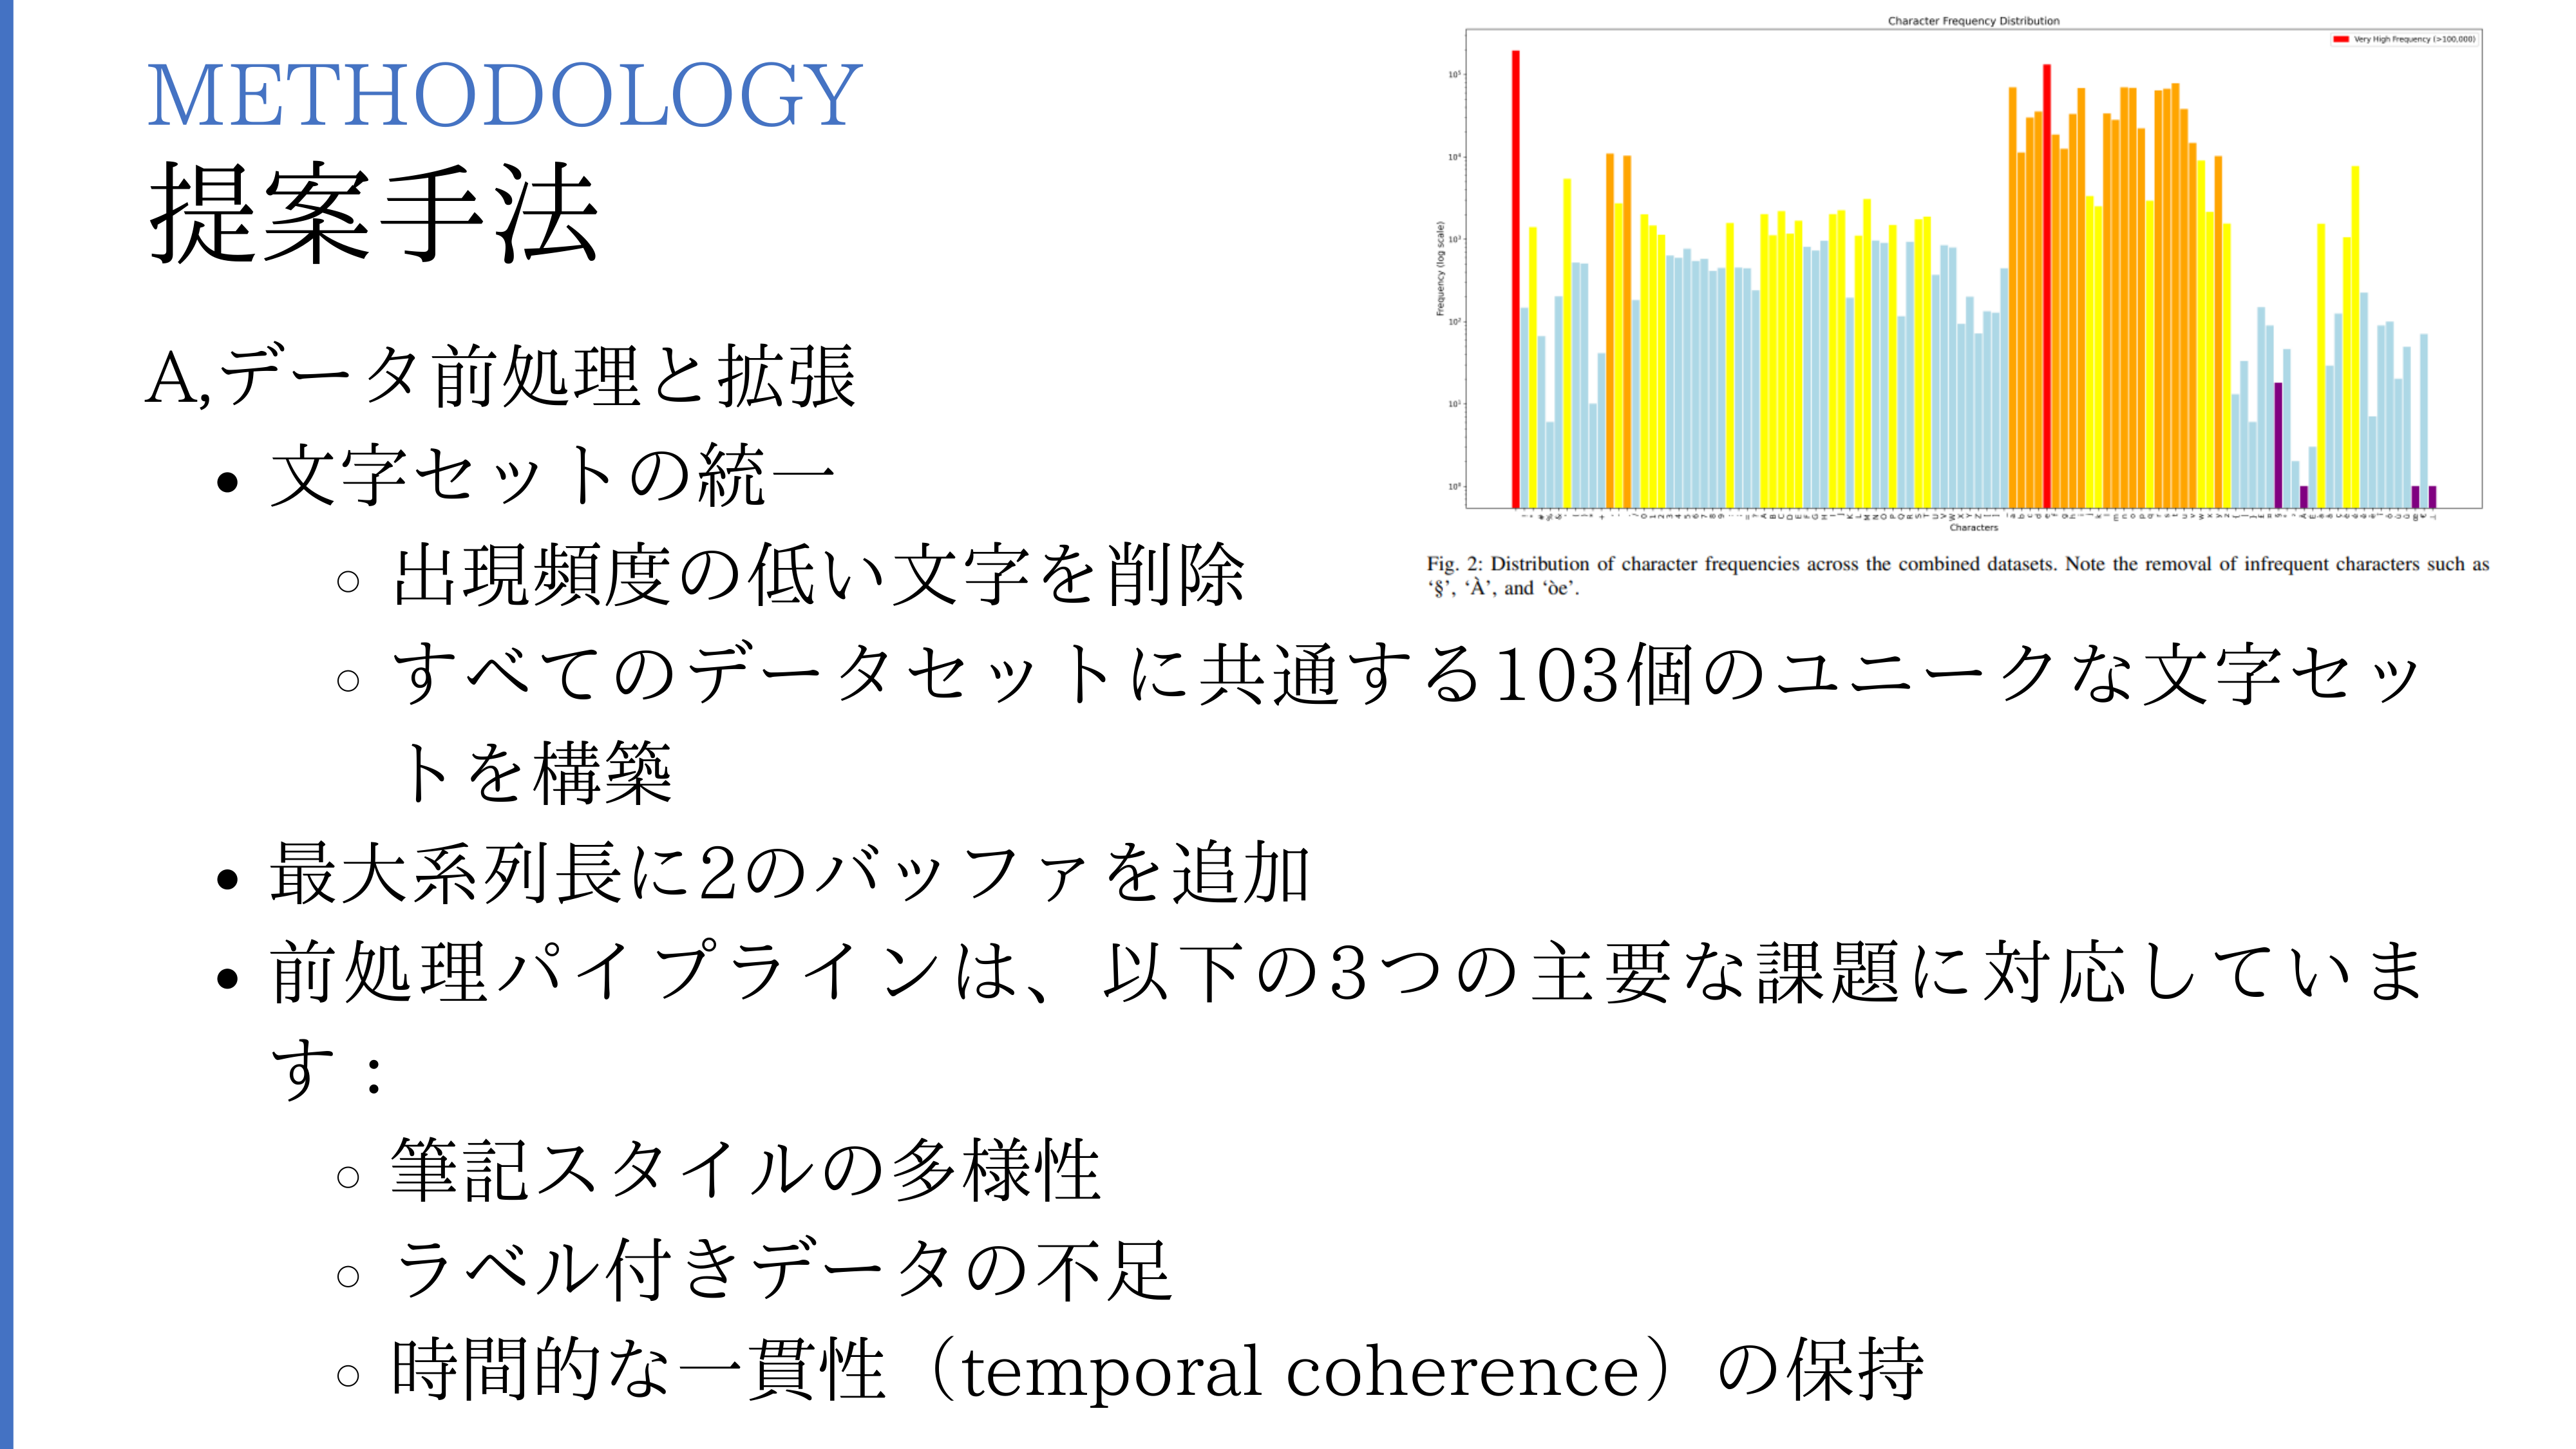 METHODOLOGY
提案手法
A,データ前処理と拡張
• 文字セットの統一
○ 出現頻度の低い文字を削除
○ すべてのデータセットに共通する103個のユニークな文字セッ
トを構築
• 最大系列長に2のバッファを追加
• 前処理パイプラインは、以下の3つの主要な課題に対応していま
す：
○ 筆記スタイルの多様性
○ ラベル付きデータの不足
○ 時間的な一貫性（temporal coherence）の保持
Character Frequency Distribution
Very High Frequency (>100,000)
Frequency (log scale)
10⁵
10⁴
10³
10²
10¹
10⁰
Characters
Fig. 2: Distribution of character frequencies across the combined datasets. Note the removal of infrequent characters such as
‘§’, ‘À’, and ‘òe’.